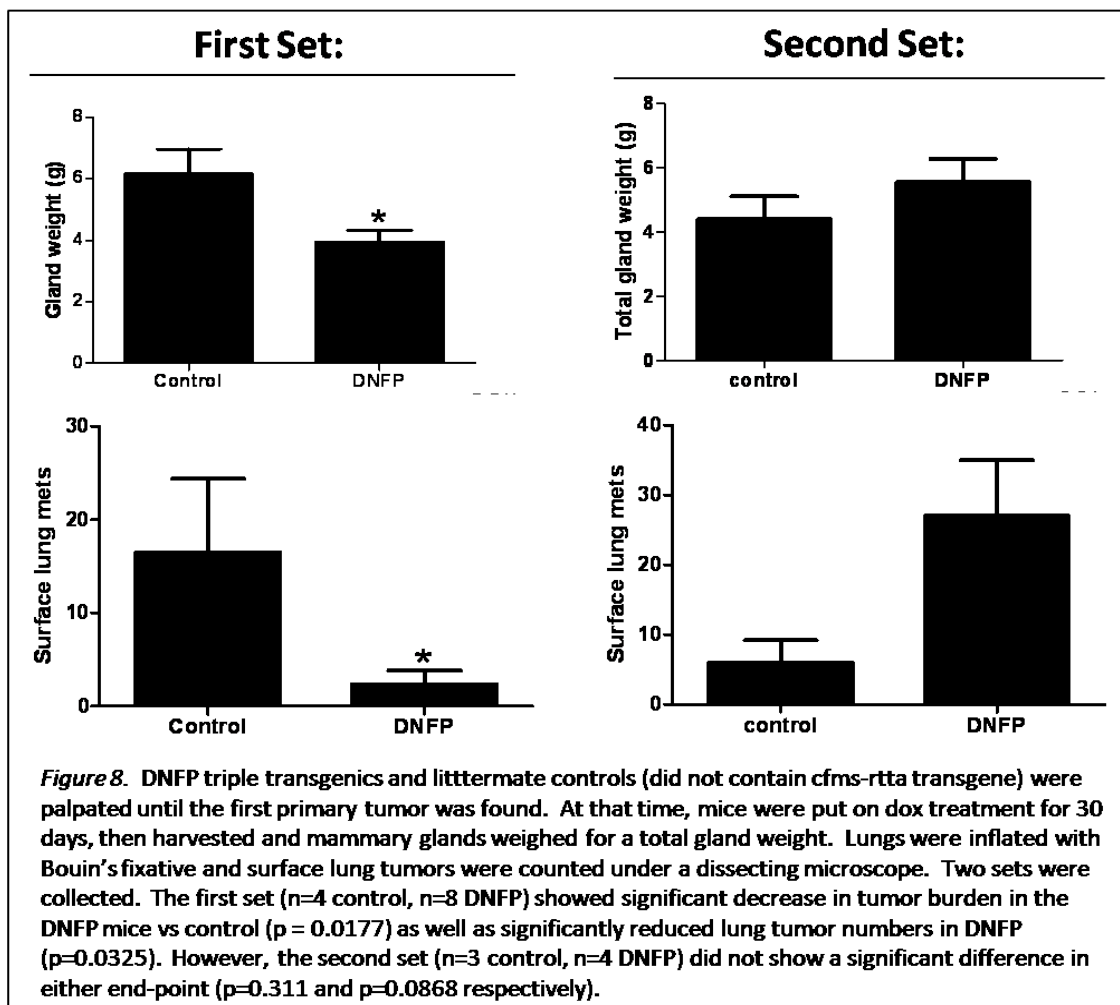 First Set:
Second Set:
Gland weight (g)
8
6
4
2
0
*
Control
DNFP
Total gland weight (g)
8
6
4
2
0
control
DNFP
Surface lung mets
30
20
10
0
*
Control
DNFP
Surface lung mets
40
30
20
10
0
control
DNFP
Figure 8. DNFP triple transgenics and litttermate controls (did not contain cfms-rtta transgene) were
palpated until the first primary tumor was found. At that time, mice were put on dox treatment for 30
days, then harvested and mammary glands weighed for a total gland weight. Lungs were inflated with
Bouin's fixative and surface lung tumors were counted under a dissecting microscope. Two sets were
collected. The first set (n=4 control, n=8 DNFP) showed significant decrease in tumor burden in the
DNFP mice vs control (p = 0.0177) as well as significantly reduced lung tumor numbers in DNFP
(p=0.0325). However, the second set (n=3 control, n=4 DNFP) did not show a significant difference in
either end-point (p=0.311 and p=0.0868 respectively).